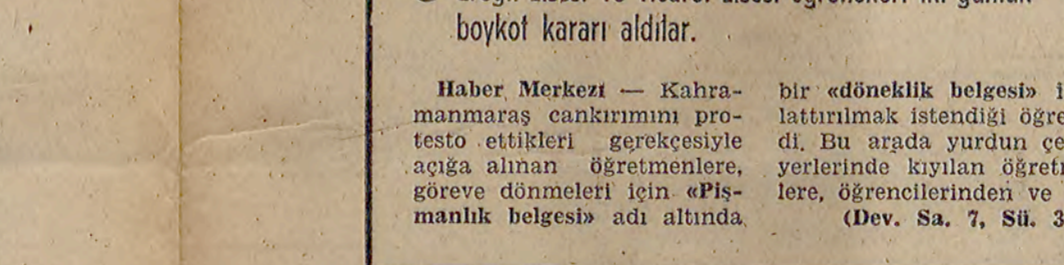 boykot kararı aldılar.
Haber Merkezi — Kahra-
manmaraş cankırımını pro-
testo ettikleri gerekçesiyle
açığa alınan öğretmenlere,
göreve dönmeleri için «Piş-
manlık belgesi» adı altında
bir «döneklik belgesi» i
lattırılmak istendiği öğre
di. Bu arada yurdun çe
yerlerinde kıyılan öğretr
lere, öğrencilerinden ve
(Dev. Sa. 7, Sü. 3